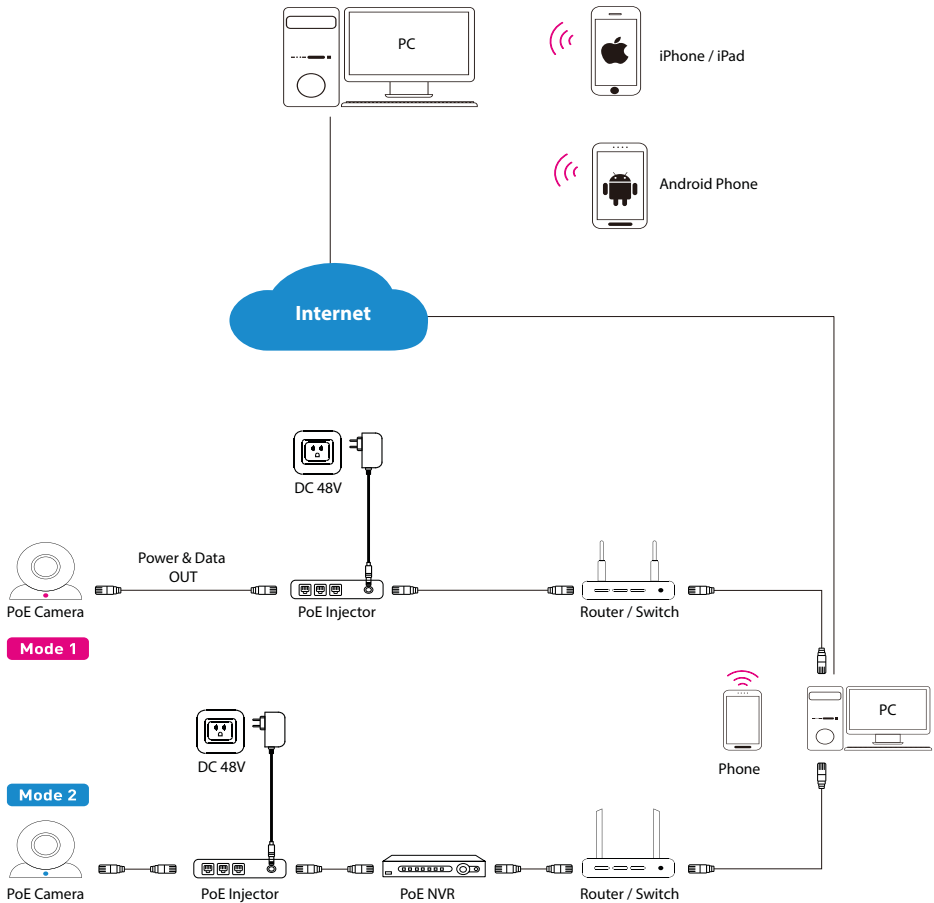 PC
iPhone / iPad
Android Phone
Internet
DC 48V
Power & Data
OUT
PoE Camera
PoE Injector
Router / Switch
Mode 1
PC
DC 48V
Phone
Mode 2
PoE Camera
PoE Injector
PoE NVR
Router / Switch